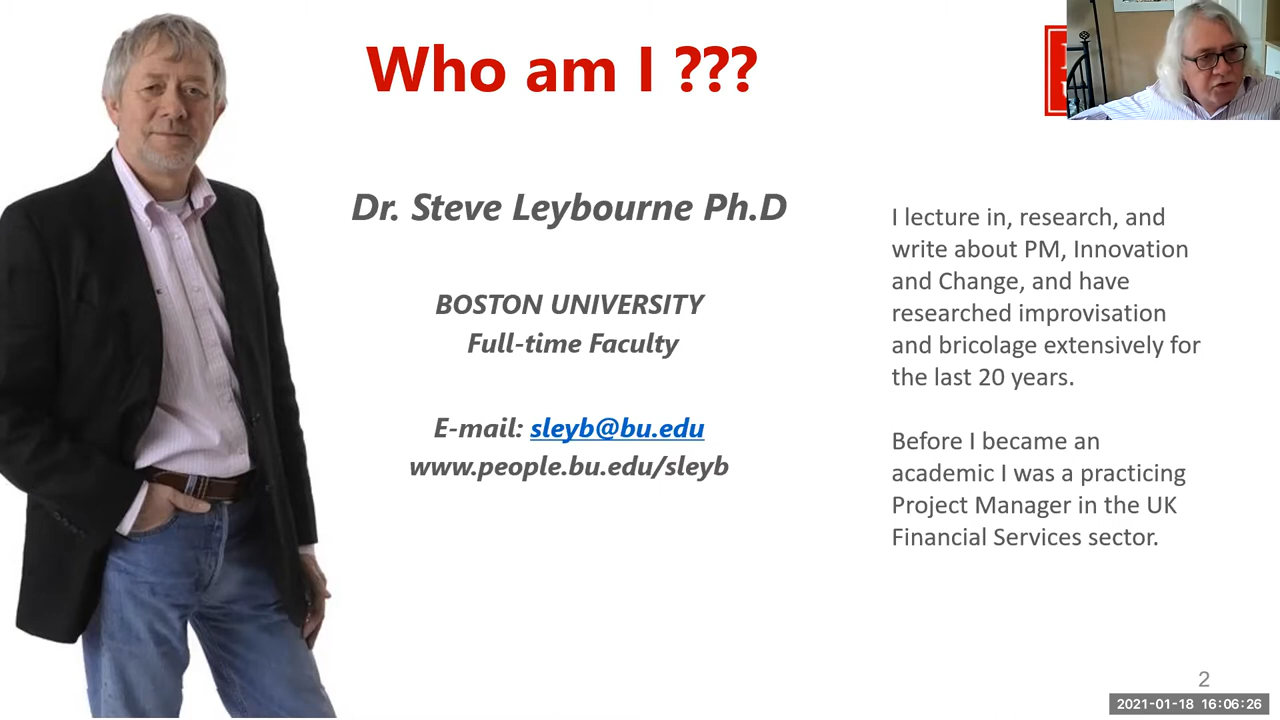 Who am I ???
Dr. Steve Leybourne Ph.D
BOSTON UNIVERSITY
Full-time Faculty
E-mail: sleyb@bu.edu
www.people.bu.edu/sleyb
I lecture in, research, and
write about PM, Innovation
and Change, and have
researched improvisation
and bricolage extensively for
the last 20 years.
Before I became an
academic I was a practicing
Project Manager in the UK
Financial Services sector.
2
2021-01-18 16:06:26